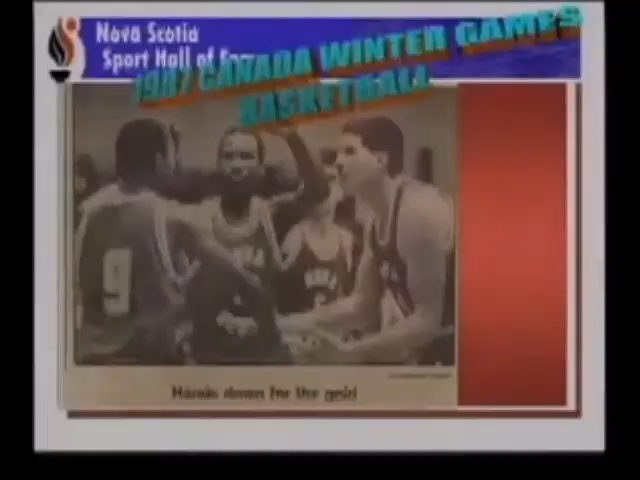 Nova Scotia
Sport Hall of
1987 CANADA WINTER GAMES
BASKETBALL
9
Hands down for the gold